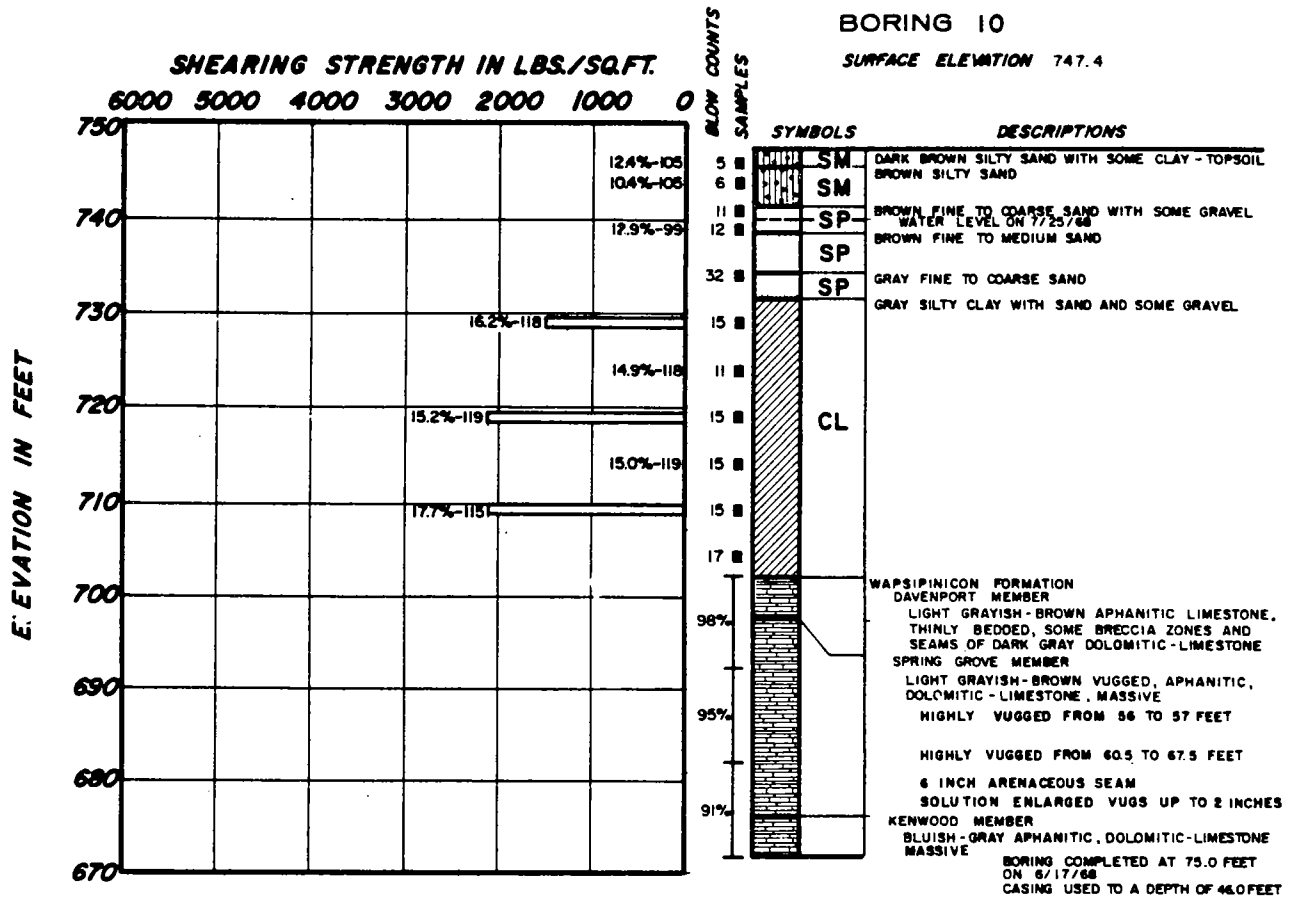 BORING 10
SURFACE ELEVATION 747.4
SHEARING STRENGTH IN LBS./SQ.FT.
6000 5000 4000 3000 2000 1000 0
BLOW COUNTS
SAMPLES
SYMBOLS
DESCRIPTIONS
EVATION IN FEET
750
740
730
720
710
700
690
680
670
12.4%-105
10.4%-105
12.9%-99
16.2%-118
14.9%-118
15.2%-119
15.0%-119
17.7%-115
5
6
11
12
32
15
11
15
15
15
17
98%
95%
91%
SM
SM
SP
SP
SP
CL
DARK BROWN SILTY SAND WITH SOME CLAY - TOPSOIL
BROWN SILTY SAND
BROWN FINE TO COARSE SAND WITH SOME GRAVEL
WATER LEVEL ON 7/25/68
BROWN FINE TO MEDIUM SAND
GRAY FINE TO COARSE SAND
GRAY SILTY CLAY WITH SAND AND SOME GRAVEL
WAPSIPINICON FORMATION
DAVENPORT MEMBER
LIGHT GRAYISH-BROWN APHANITIC LIMESTONE,
THINLY BEDDED, SOME BRECCIA ZONES AND
SEAMS OF DARK GRAY DOLOMITIC-LIMESTONE
SPRING GROVE MEMBER
LIGHT GRAYISH-BROWN VUGGED, APHANITIC,
DOLOMITIC-LIMESTONE, MASSIVE
HIGHLY VUGGED FROM 56 TO 57 FEET
HIGHLY VUGGED FROM 60.5 TO 67.5 FEET
6 INCH ARENACEOUS SEAM
SOLUTION ENLARGED VUGS UP TO 2 INCHES
KENWOOD MEMBER
BLUISH-GRAY APHANITIC, DOLOMITIC-LIMESTONE
MASSIVE
BORING COMPLETED AT 75.0 FEET
ON 6/17/68
CASING USED TO A DEPTH OF 46.0 FEET